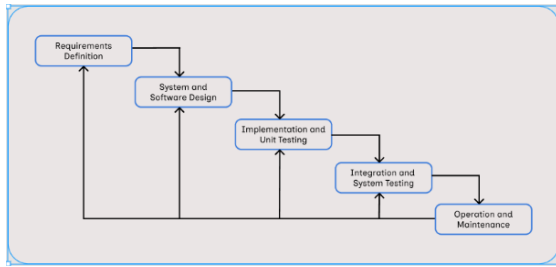 Requirements
Definition
System and
Software Design
Implementation and
Unit Testing
Integration and
System Testing
Operation and
Maintenance